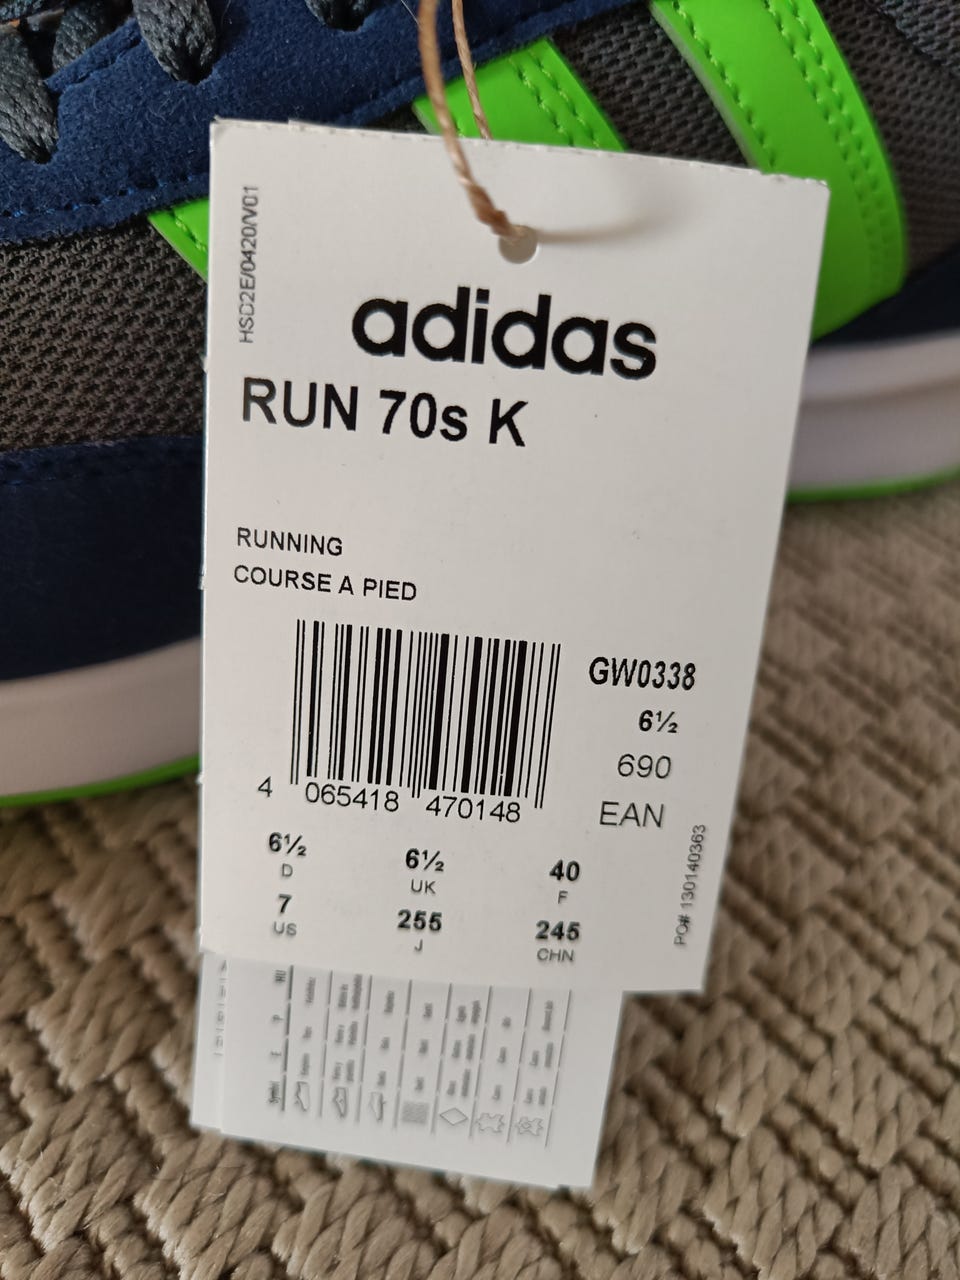 HSD2E/0420/V01
adidas
RUN 70s K
RUNNING
COURSE A PIED
GW0338
6½
690
EAN
4 065418 470148
6½ 6½ 40
D UK F
7 255 245
US J CHN
PO# 130140363